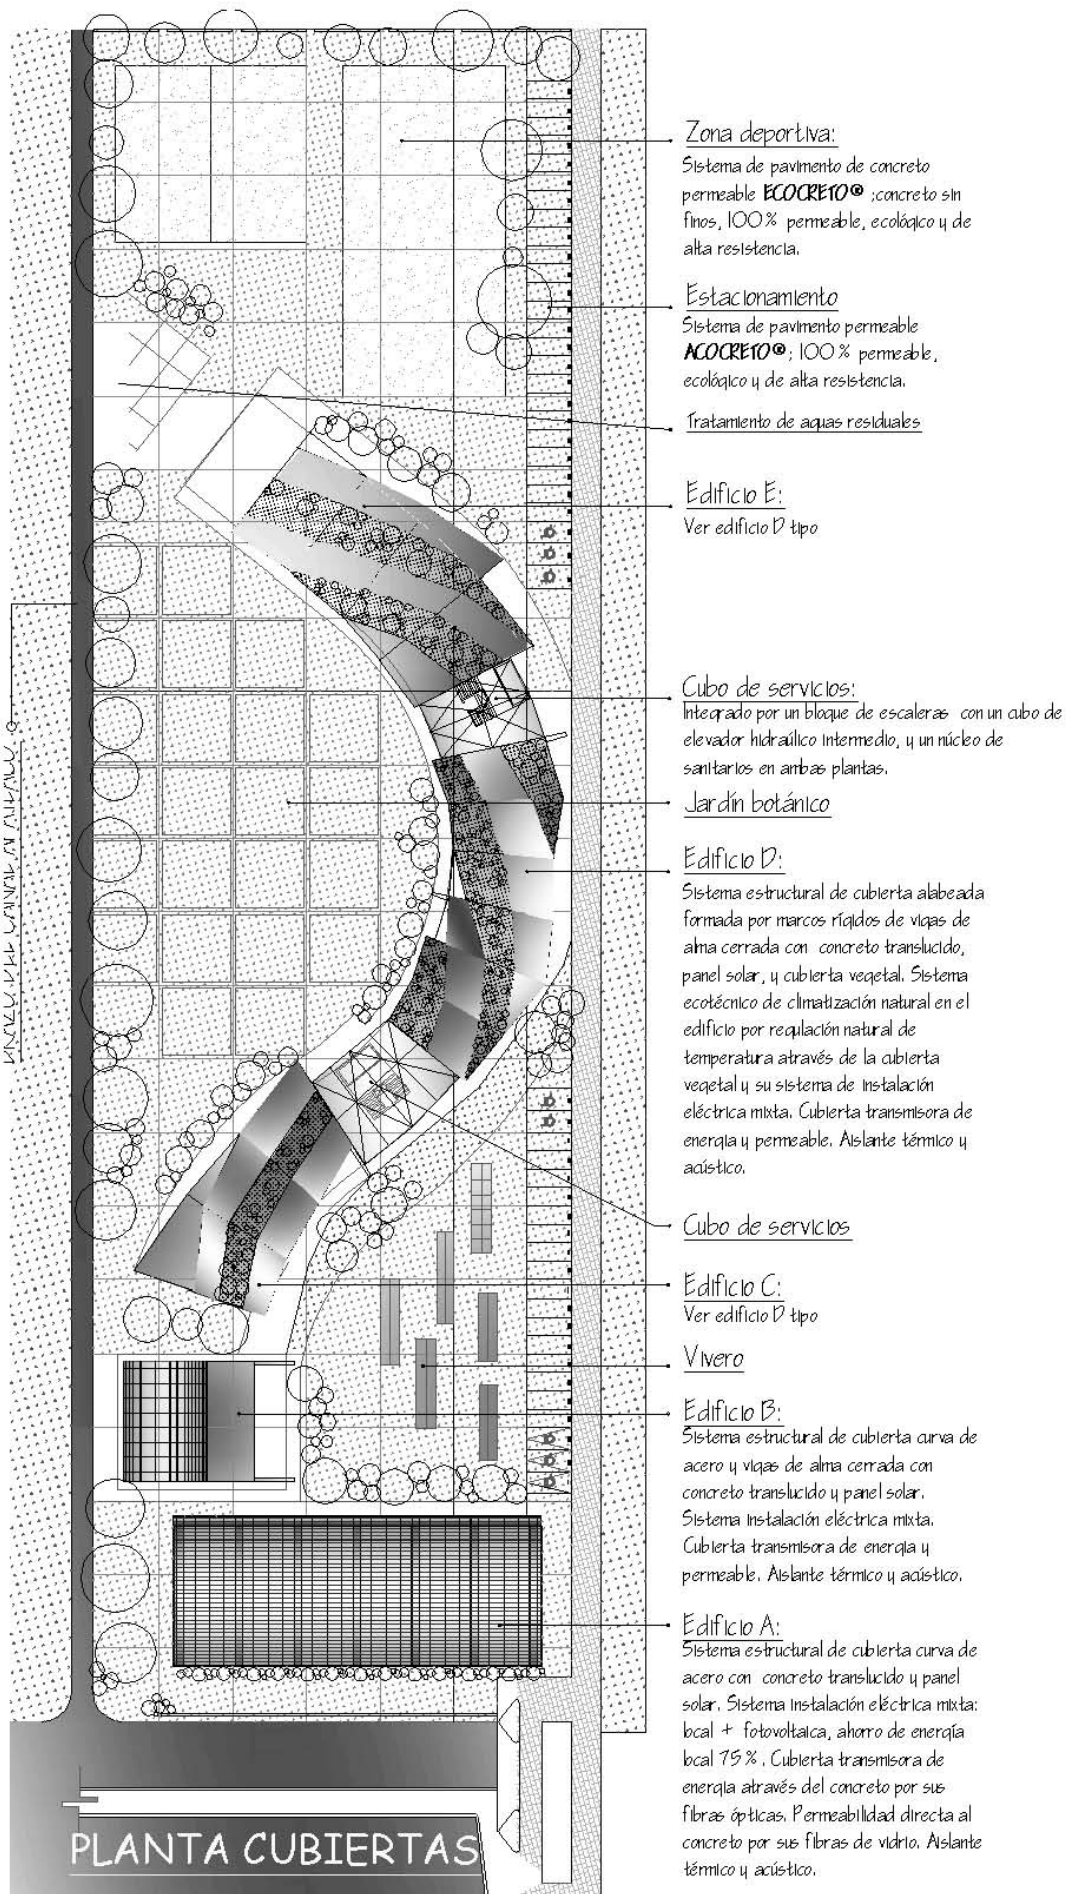 Zona deportiva:
Sistema de pavimento de concreto
permeable ECOCRETO® ;concreto sin
finos, 100% permeable, ecológico y de
alta resistencia.
Estacionamiento
Sistema de pavimento permeable
ACOCRETO®; 100% permeable,
ecológico y de alta resistencia.
Tratamiento de aguas residuales
Edificio E:
Ver edificio D tipo
Cubo de servicios:
Integrado por un bloque de escaleras con un cubo de
elevador hidraúlico intermedio, y un núcleo de
sanitarios en ambas plantas.
Jardín botánico
Edificio D:
Sistema estructural de cubierta alabeada
formada por marcos rígidos de vigas de
alma cerrada con concreto translucido,
panel solar, y cubierta vegetal. Sistema
ecotécnico de climatización natural en el
edificio por regulación natural de
temperatura através de la cubierta
vegetal y su sistema de instalación
eléctrica mixta. Cubierta transmisora de
energia y permeable. Aislante térmico y
acústico.
Cubo de servicios
Edificio C:
Ver edificio D tipo
Vivero
Edificio B:
Sistema estructural de cubierta curva de
acero y vigas de alma cerrada con
concreto translucido y panel solar.
Sistema instalación eléctrica mixta.
Cubierta transmisora de energia y
permeable. Aislante térmico y acústico.
Edificio A:
Sistema estructural de cubierta curva de
acero con concreto translucido y panel
solar. Sistema instalación eléctrica mixta:
local + fotovoltaica, ahorro de energía
local 75%. Cubierta transmisora de
energia através del concreto por sus
fibras ópticas. Permeabilidad directa al
concreto por sus fibras de vidrio. Aislante
térmico y acústico.
PLANTA CUBIERTAS